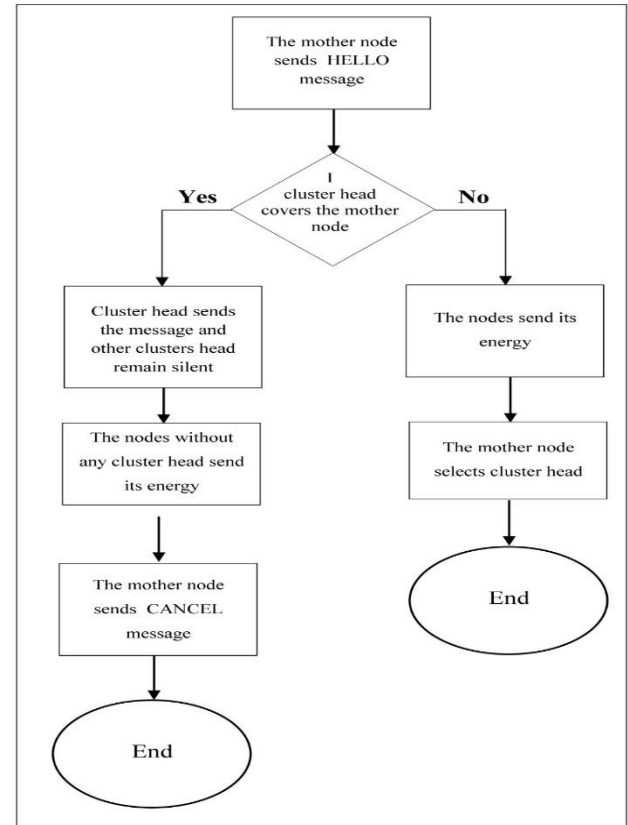 The mother node
sends HELLO
message
I
cluster head
covers the mother
node
Yes
No
Cluster head sends
the message and
other clusters head
remain silent
The nodes without
any cluster head send
its energy
The mother node
sends CANCEL
message
End
The nodes send its
energy
The mother node
selects cluster head
End